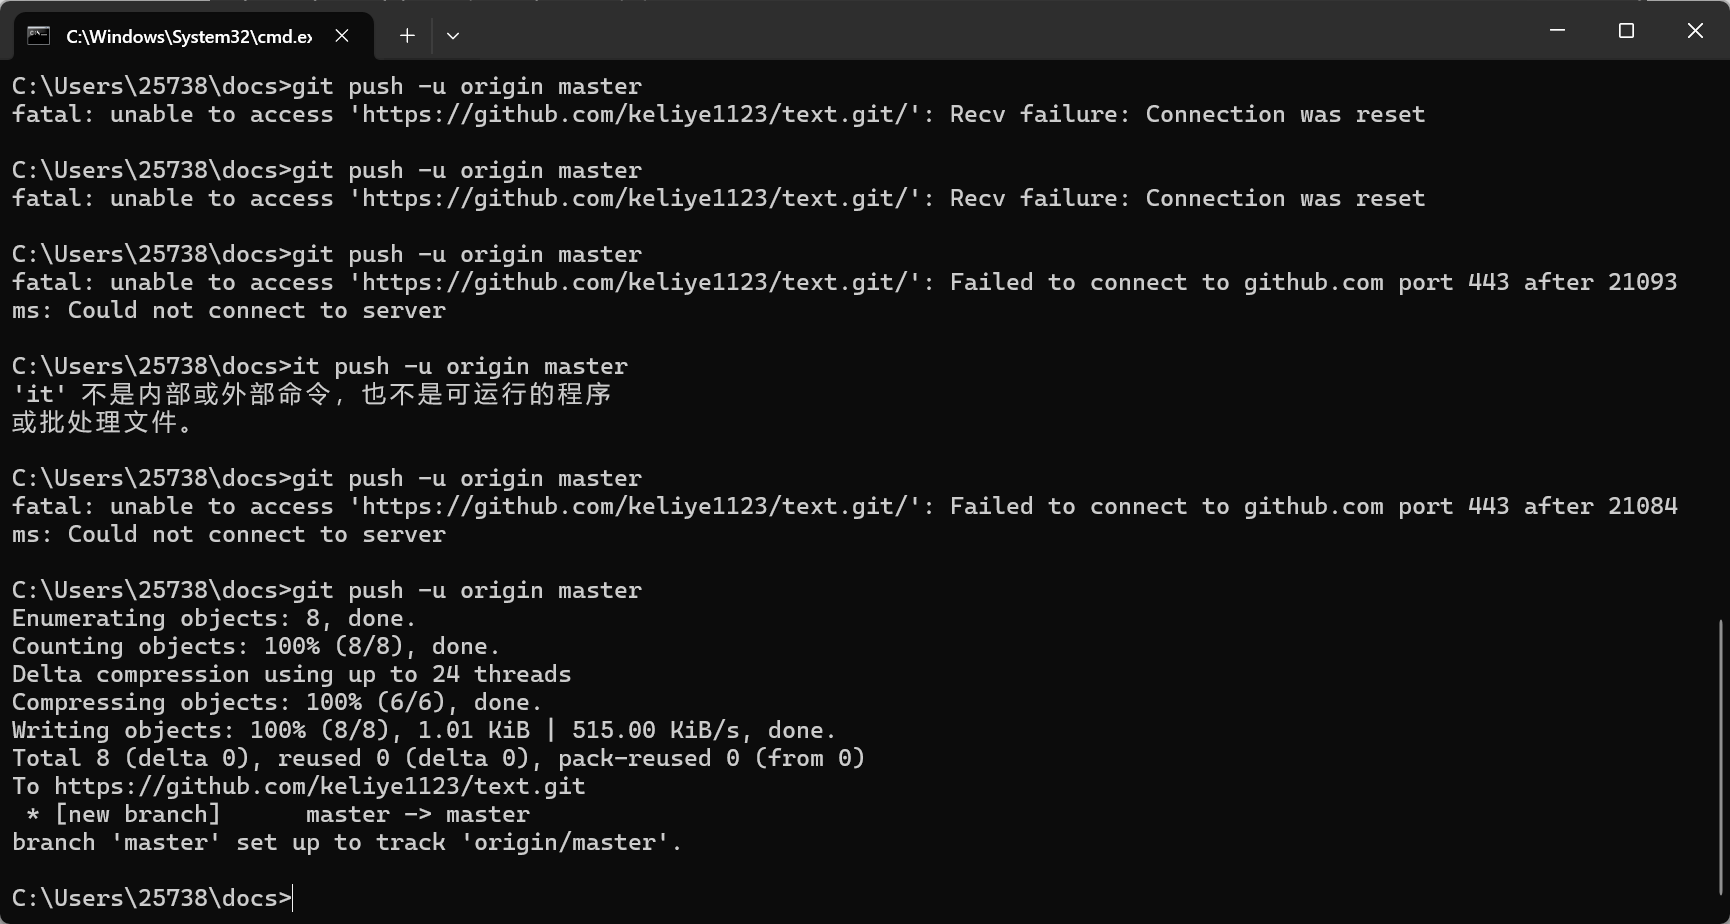 C:\Windows\System32\cmd.ex
C:\Users\25738\docs>git push -u origin master
fatal: unable to access 'https://github.com/keliye1123/text.git/': Recv failure: Connection was reset
C:\Users\25738\docs>git push -u origin master
fatal: unable to access 'https://github.com/keliye1123/text.git/': Recv failure: Connection was reset
C:\Users\25738\docs>git push -u origin master
fatal: unable to access 'https://github.com/keliye1123/text.git/': Failed to connect to github.com port 443 after 21093
ms: Could not connect to server
C:\Users\25738\docs>it push -u origin master
'it' 不是内部或外部命令，也不是可运行的程序
或批处理文件。
C:\Users\25738\docs>git push -u origin master
fatal: unable to access 'https://github.com/keliye1123/text.git/': Failed to connect to github.com port 443 after 21084
ms: Could not connect to server
C:\Users\25738\docs>git push -u origin master
Enumerating objects: 8, done.
Counting objects: 100% (8/8), done.
Delta compression using up to 24 threads
Compressing objects: 100% (6/6), done.
Writing objects: 100% (8/8), 1.01 KiB | 515.00 KiB/s, done.
Total 8 (delta 0), reused 0 (delta 0), pack-reused 0 (from 0)
To https://github.com/keliye1123/text.git
 * [new branch]      master -> master
branch 'master' set up to track 'origin/master'.
C:\Users\25738\docs>